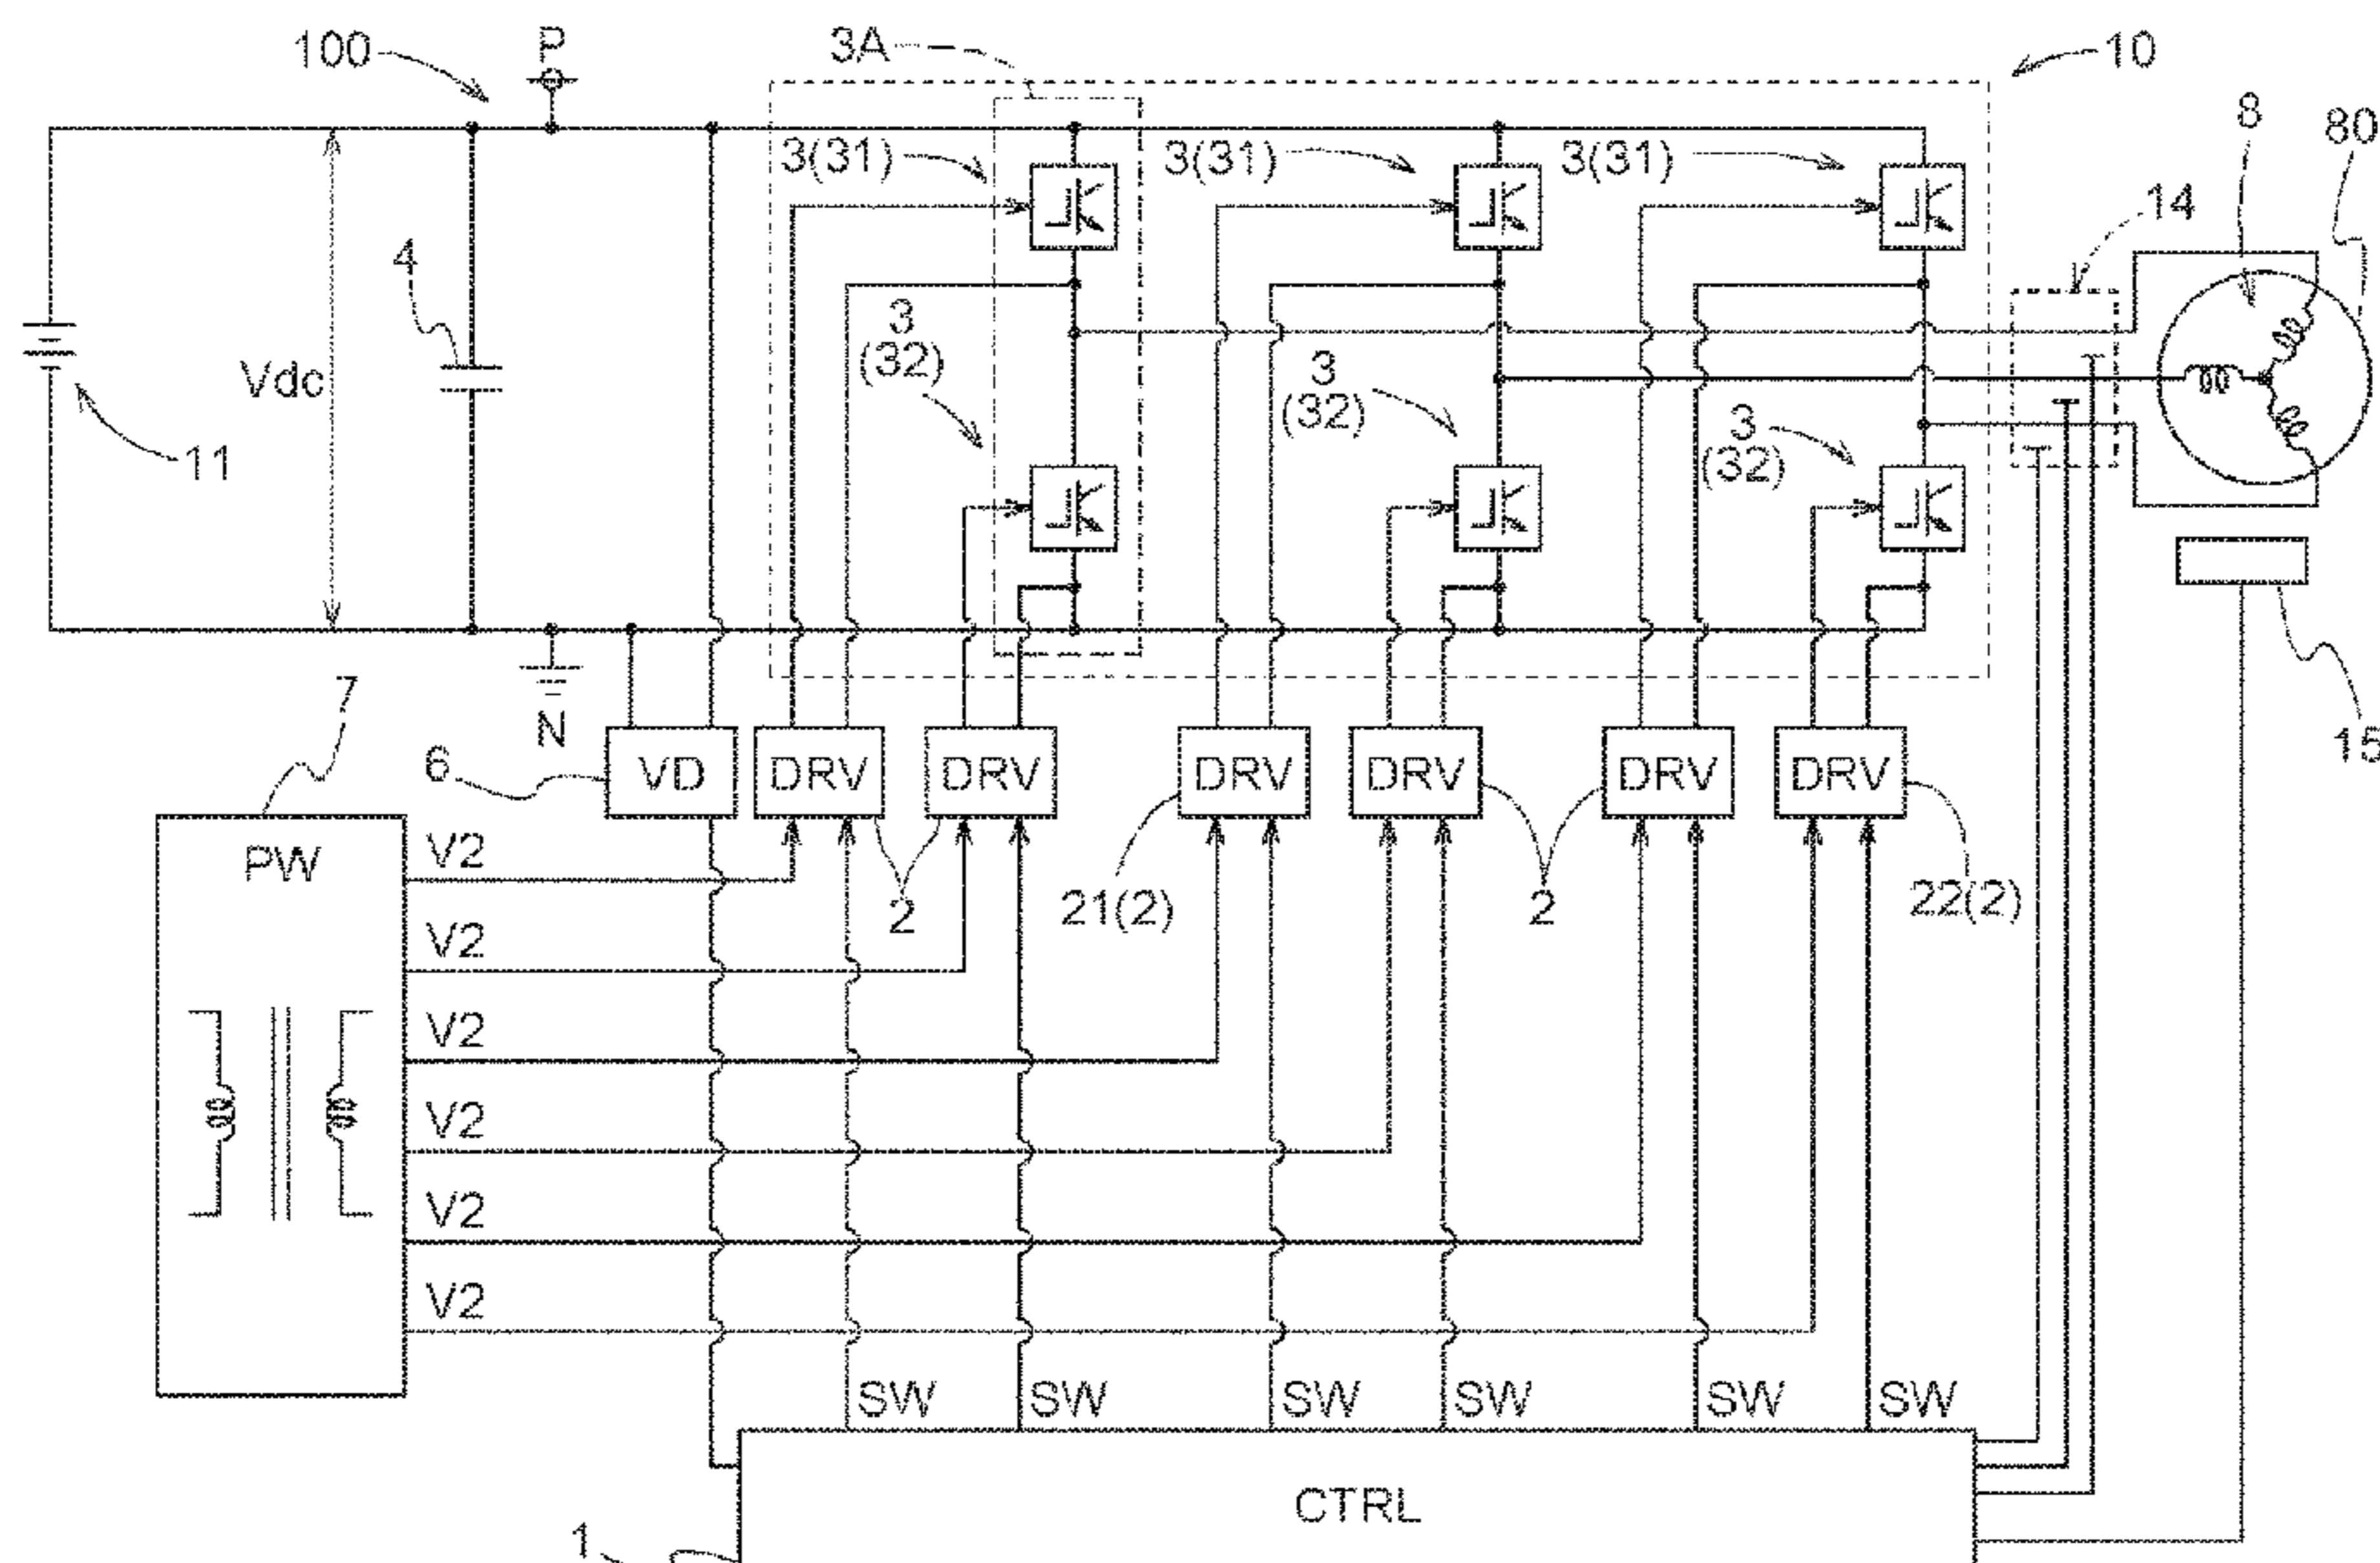 100
P
3A
10
8
80
3(31)
3(31)
3(31)
14
4
3
(32)
Vdc
3
(32)
3
(32)
11
7
N
15
6
VD
DRV
DRV
DRV
DRV
DRV
DRV
PW
V2
2
21(2)
2
22(2)
V2
V2
V2
V2
V2
SW
SW
SW
SW
SW
SW
CTRL
1